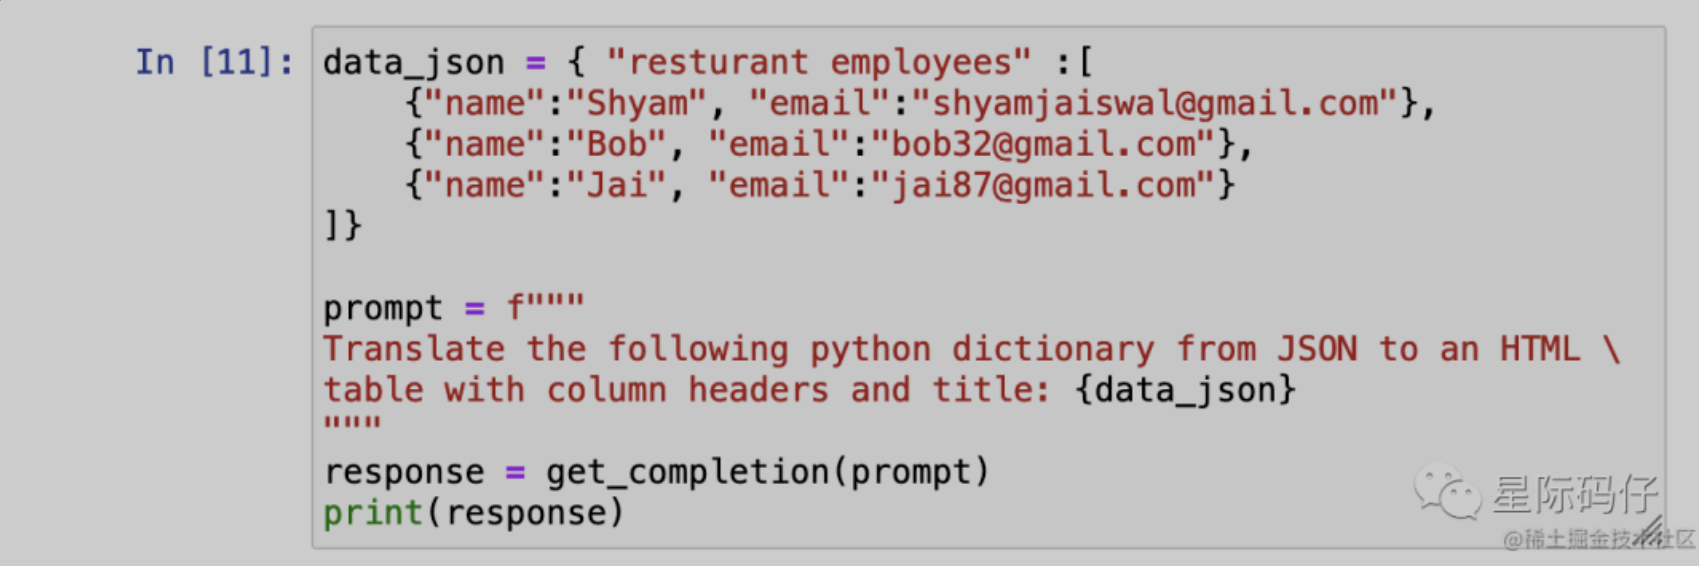 In [11]: data_json = { "resturant employees" :[
    {"name":"Shyam", "email":"shyamjaiswal@gmail.com"},
    {"name":"Bob", "email":"bob32@gmail.com"},
    {"name":"Jai", "email":"jai87@gmail.com"}
]}
prompt = f"""
Translate the following python dictionary from JSON to an HTML \
table with column headers and title: {data_json}
"""
response = get_completion(prompt)
print(response)
星际码仔
@稀土掘金技术社区